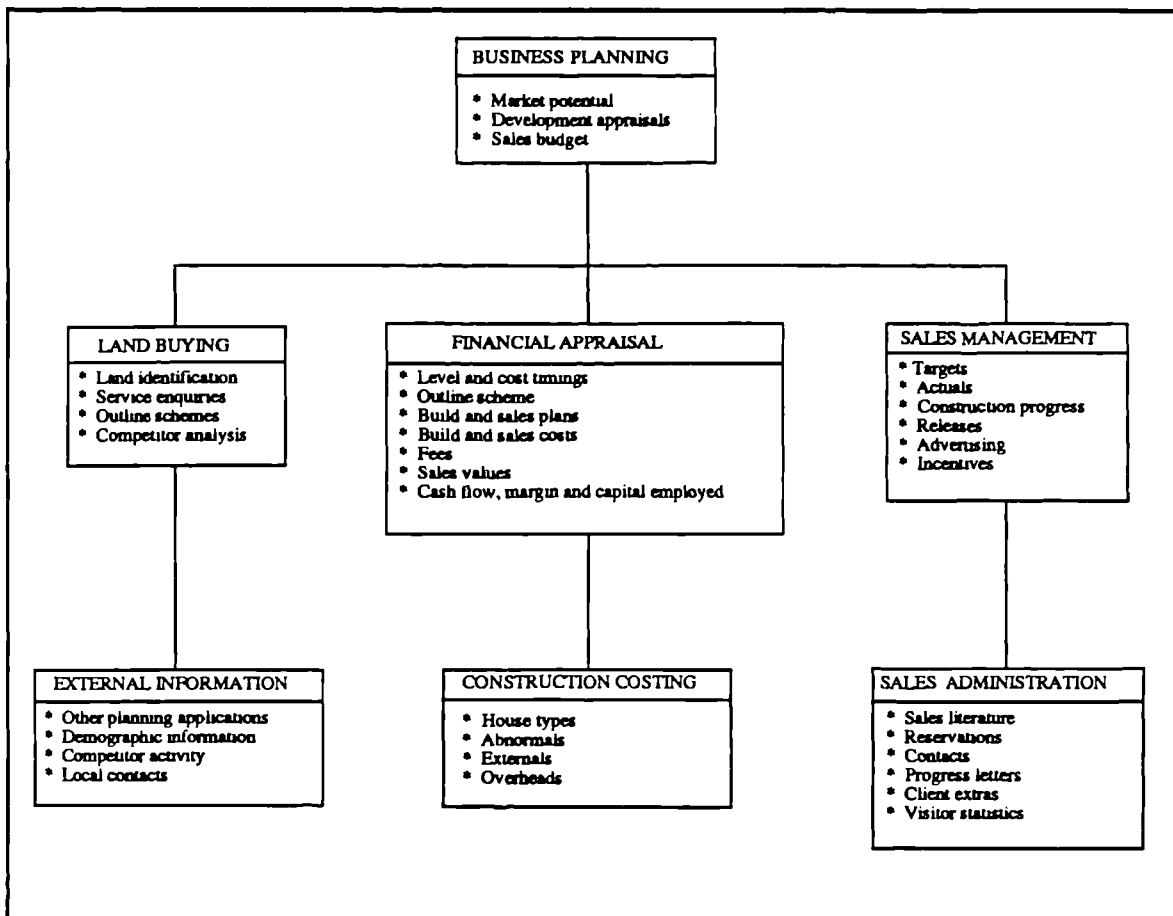 BUSINESS PLANNING
* Market potential
* Development appraisals
* Sales budget
LAND BUYING
* Land identification
* Service enquiries
* Outline schemes
* Competitor analysis
FINANCIAL APPRAISAL
* Level and cost timings
* Outline scheme
* Build and sales plans
* Build and sales costs
* Fees
* Sales values
* Cash flow, margin and capital employed
SALES MANAGEMENT
* Targets
* Actuals
* Construction progress
* Releases
* Advertising
* Incentives
EXTERNAL INFORMATION
* Other planning applications
* Demographic information
* Competitor activity
* Local contacts
CONSTRUCTION COSTING
* House types
* Abnormals
* Externals
* Overheads
SALES ADMINISTRATION
* Sales literature
* Reservations
* Contacts
* Progress letters
* Client extras
* Visitor statistics